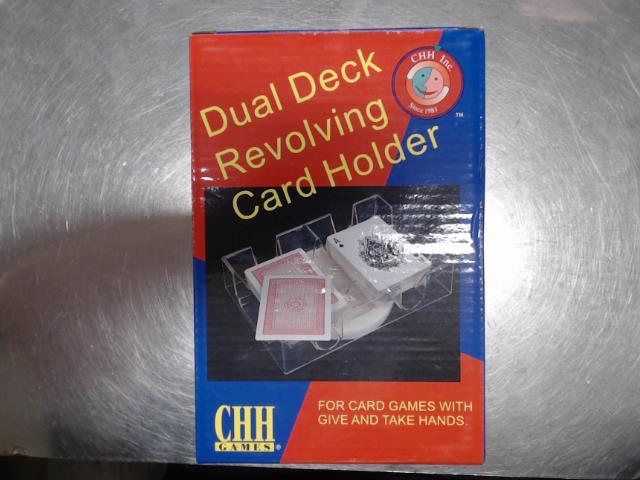 Dual Deck
Revolving
Card Holder
CHH Inc
Since 1983
TM
CHH
GAMES®
FOR CARD GAMES WITH
GIVE AND TAKE HANDS.